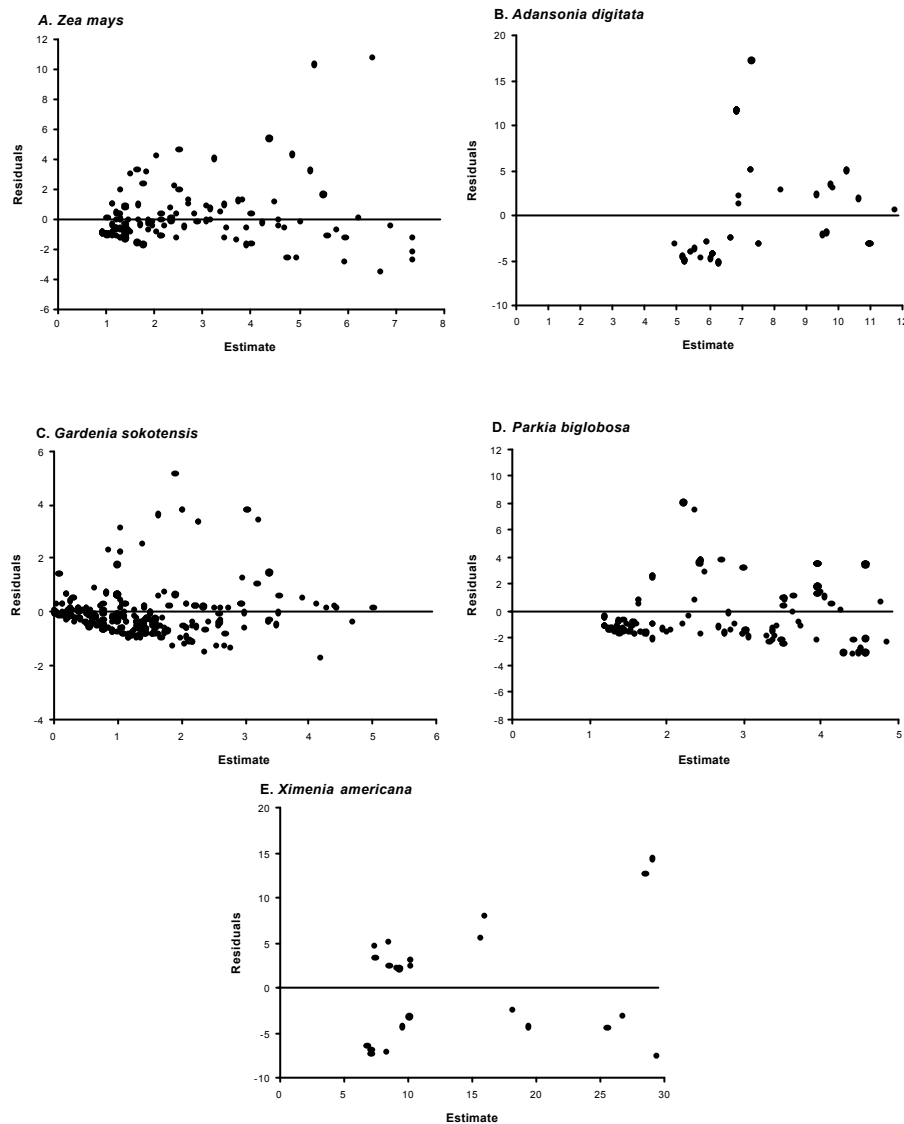 A. Zea mays
12
10
8
6
4
2
0
-2
-4
-6
Residuals
0 1 2 3 4 5 6 7 8
Estimate
B. Adansonia digitata
20
15
10
5
0
-5
-10
Residuals
0 1 2 3 4 5 6 7 8 9 10 11 12
Estimate
C. Gardenia sokotensis
6
4
2
0
-2
-4
Residuals
0 1 2 3 4 5 6
Estimate
D. Parkia biglobosa
12
10
8
6
4
2
0
-2
-4
-6
-8
Residuals
0 1 2 3 4 5
Estimate
E. Ximenia americana
20
15
10
5
0
-5
-10
Residuals
0 5 10 15 20 25 30
Estimate